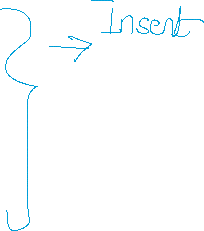 } → Insert